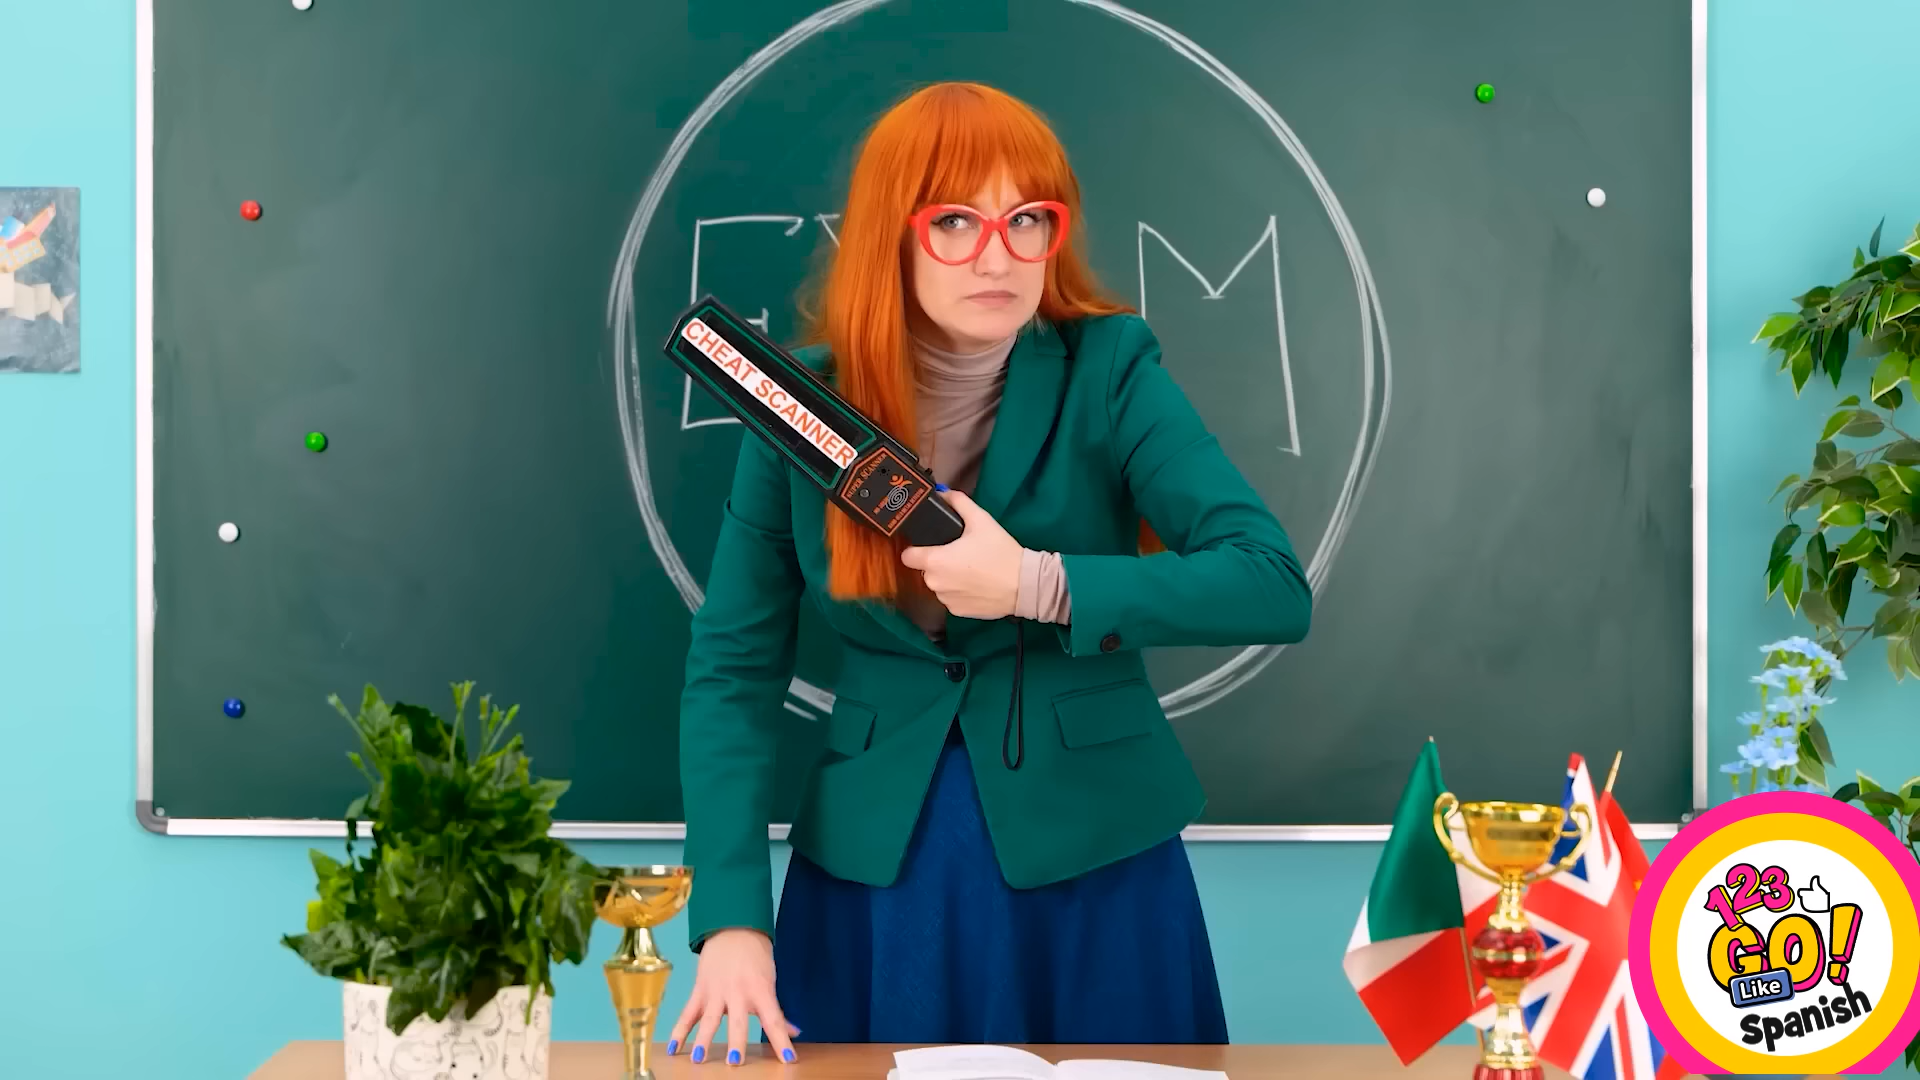 E M
CHEAT SCANNER
SUPER SCANNER
123
GO!
Like
Spanish